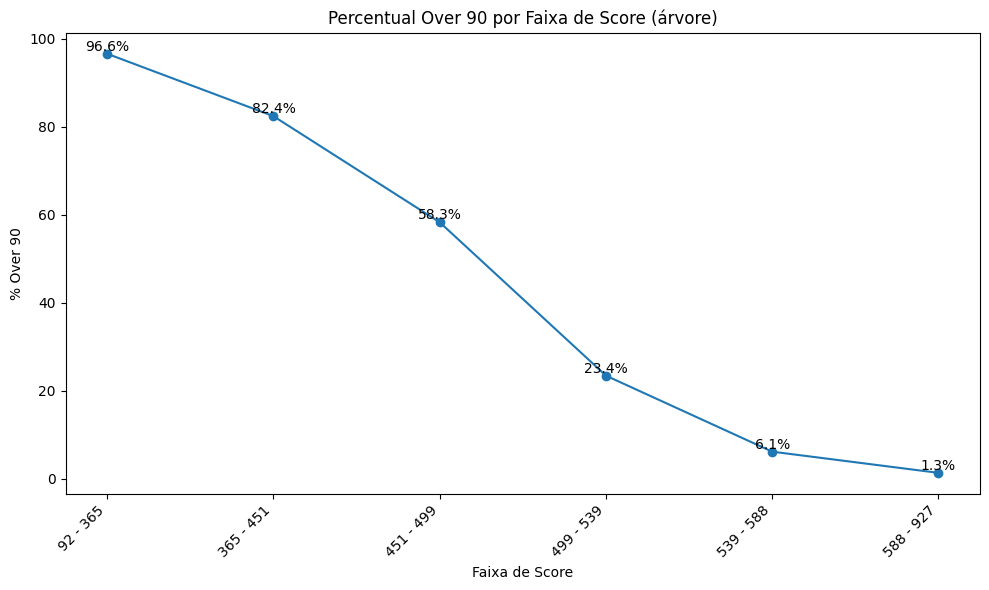 Percentual Over 90 por Faixa de Score (árvore)
% Over 90
100
80
60
40
20
0
96.6%
82.4%
58.3%
23.4%
6.1%
1.3%
92 - 365
365 - 451
451 - 499
499 - 539
539 - 588
588 - 927
Faixa de Score